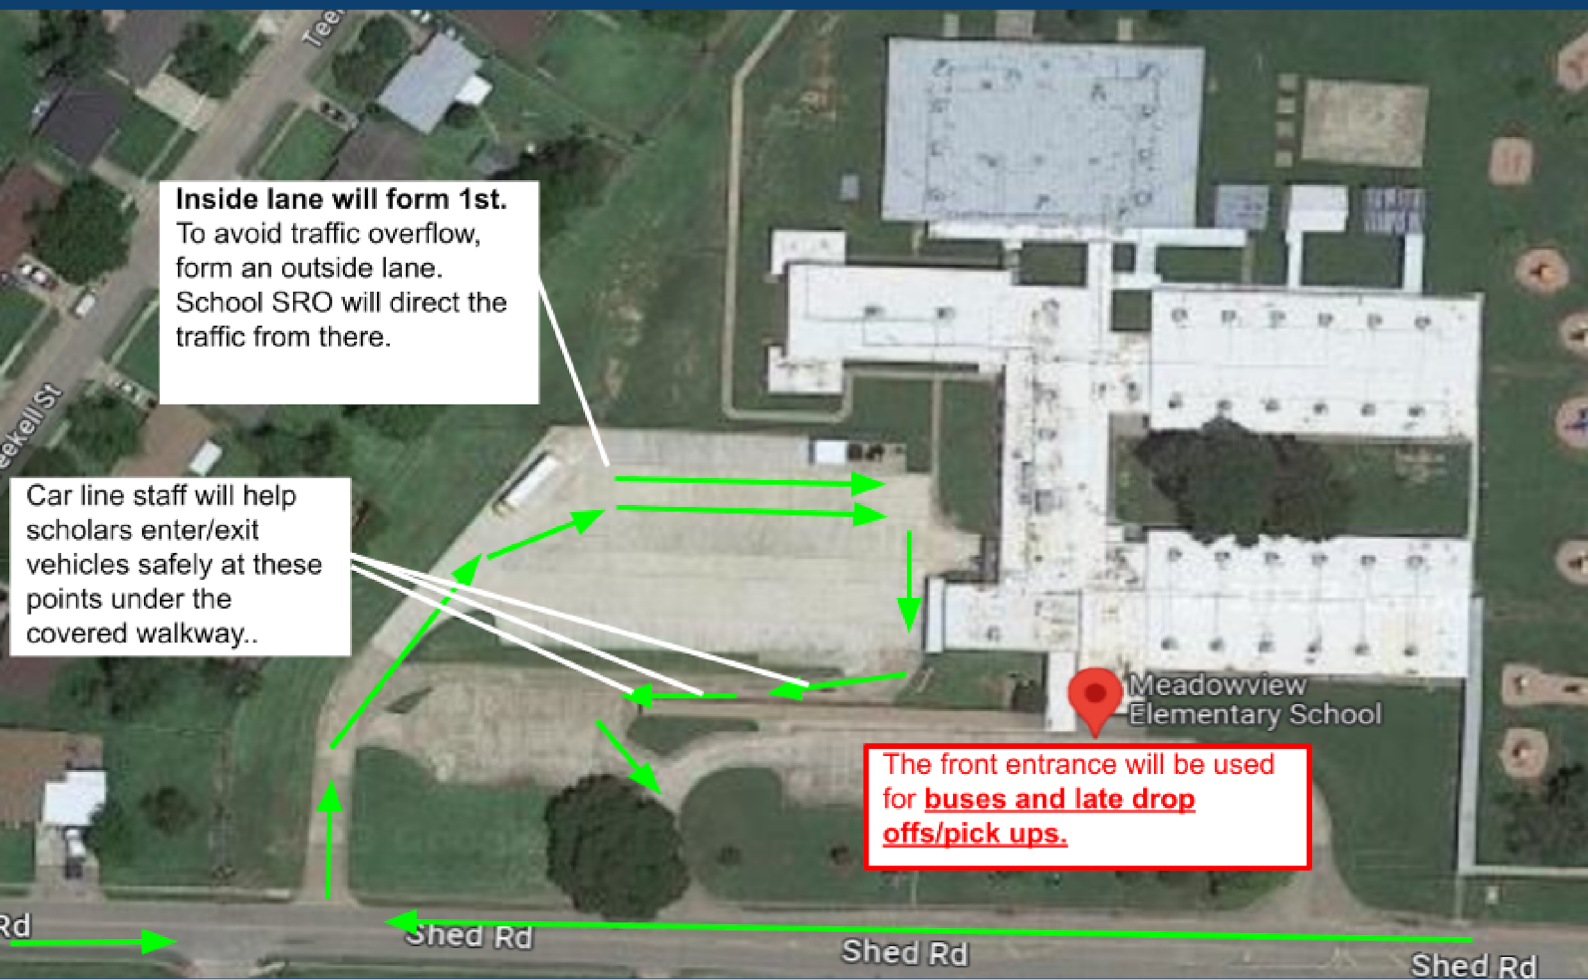 Teek
Inside lane will form 1st.
To avoid traffic overflow,
form an outside lane.
School SRO will direct the
traffic from there.
eekell St
Car line staff will help
scholars enter/exit
vehicles safely at these
points under the
covered walkway..
Meadowview
Elementary School
The front entrance will be used
for buses and late drop
offs/pick ups.
Rd
Shed Rd
Shed Rd
Shed Rd